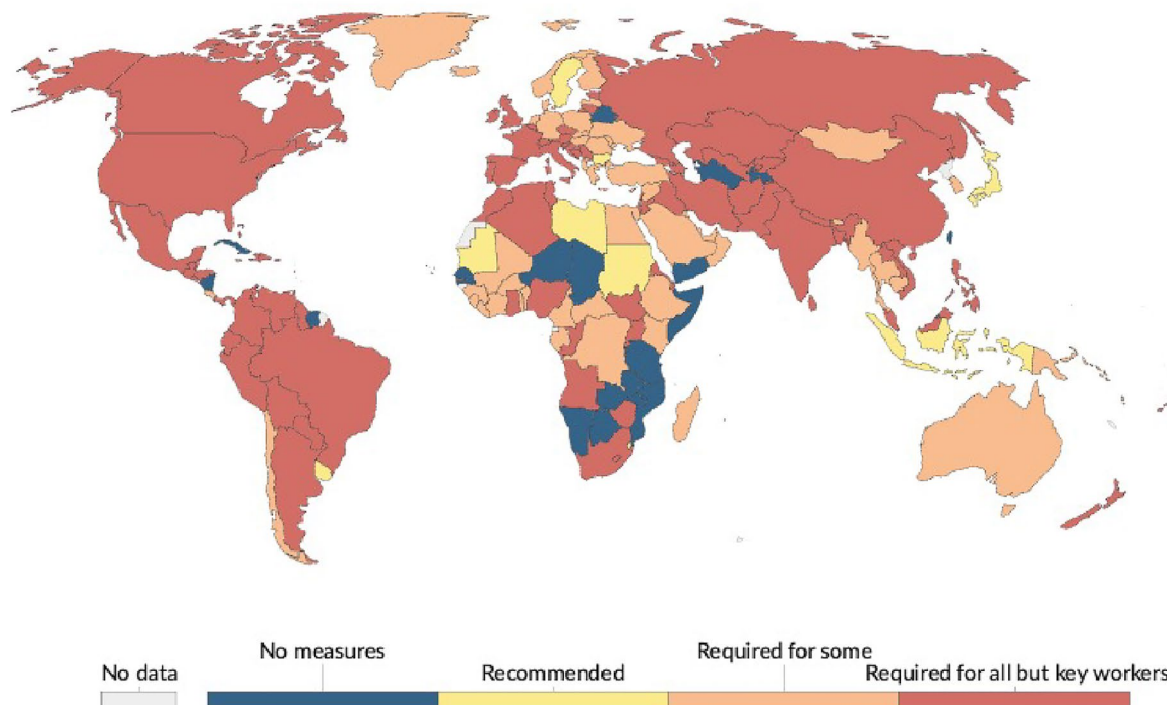 No measures
Required for some
No data
Recommended
Required for all but key workers